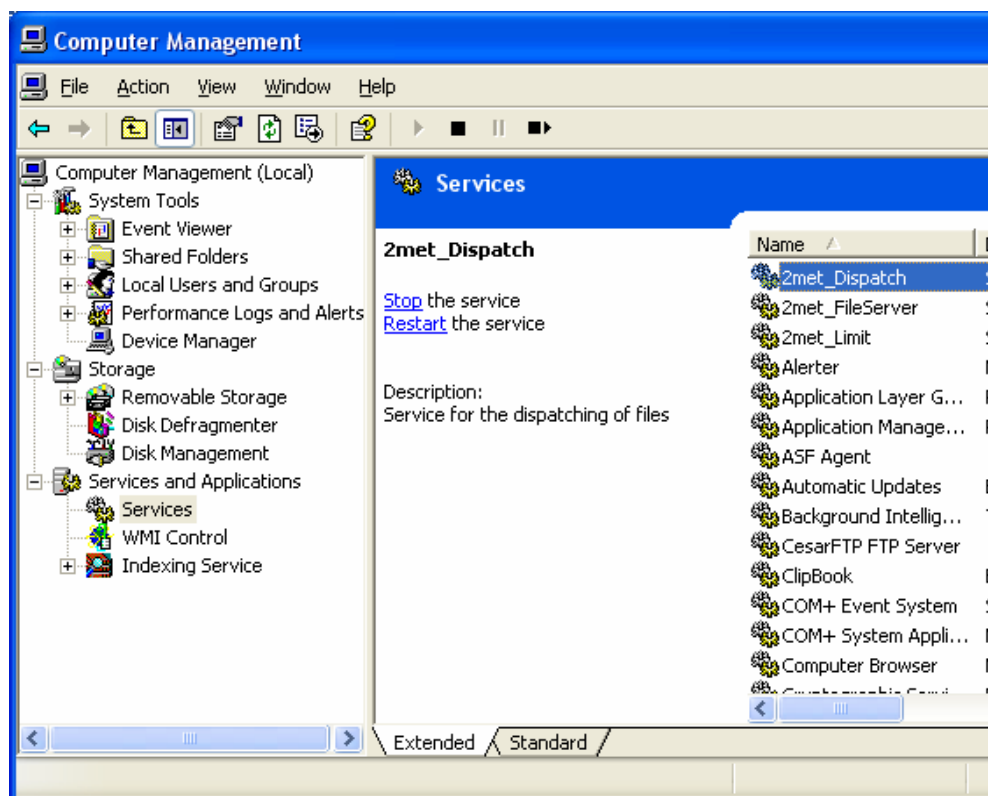 Computer Management
File Action View Window Help
Computer Management (Local)
System Tools
Event Viewer
Shared Folders
Local Users and Groups
Performance Logs and Alerts
Device Manager
Storage
Removable Storage
Disk Defragmenter
Disk Management
Services and Applications
Services
WMI Control
Indexing Service
Services
2met_Dispatch
Stop the service
Restart the service
Description:
Service for the dispatching of files
Name
2met_Dispatch
2met_FileServer
2met_Limit
Alerter
Application Layer G...
Application Manage...
ASF Agent
Automatic Updates
Background Intellig...
CesarFTP FTP Server
ClipBook
COM+ Event System
COM+ System Appli...
Computer Browser
Extended Standard